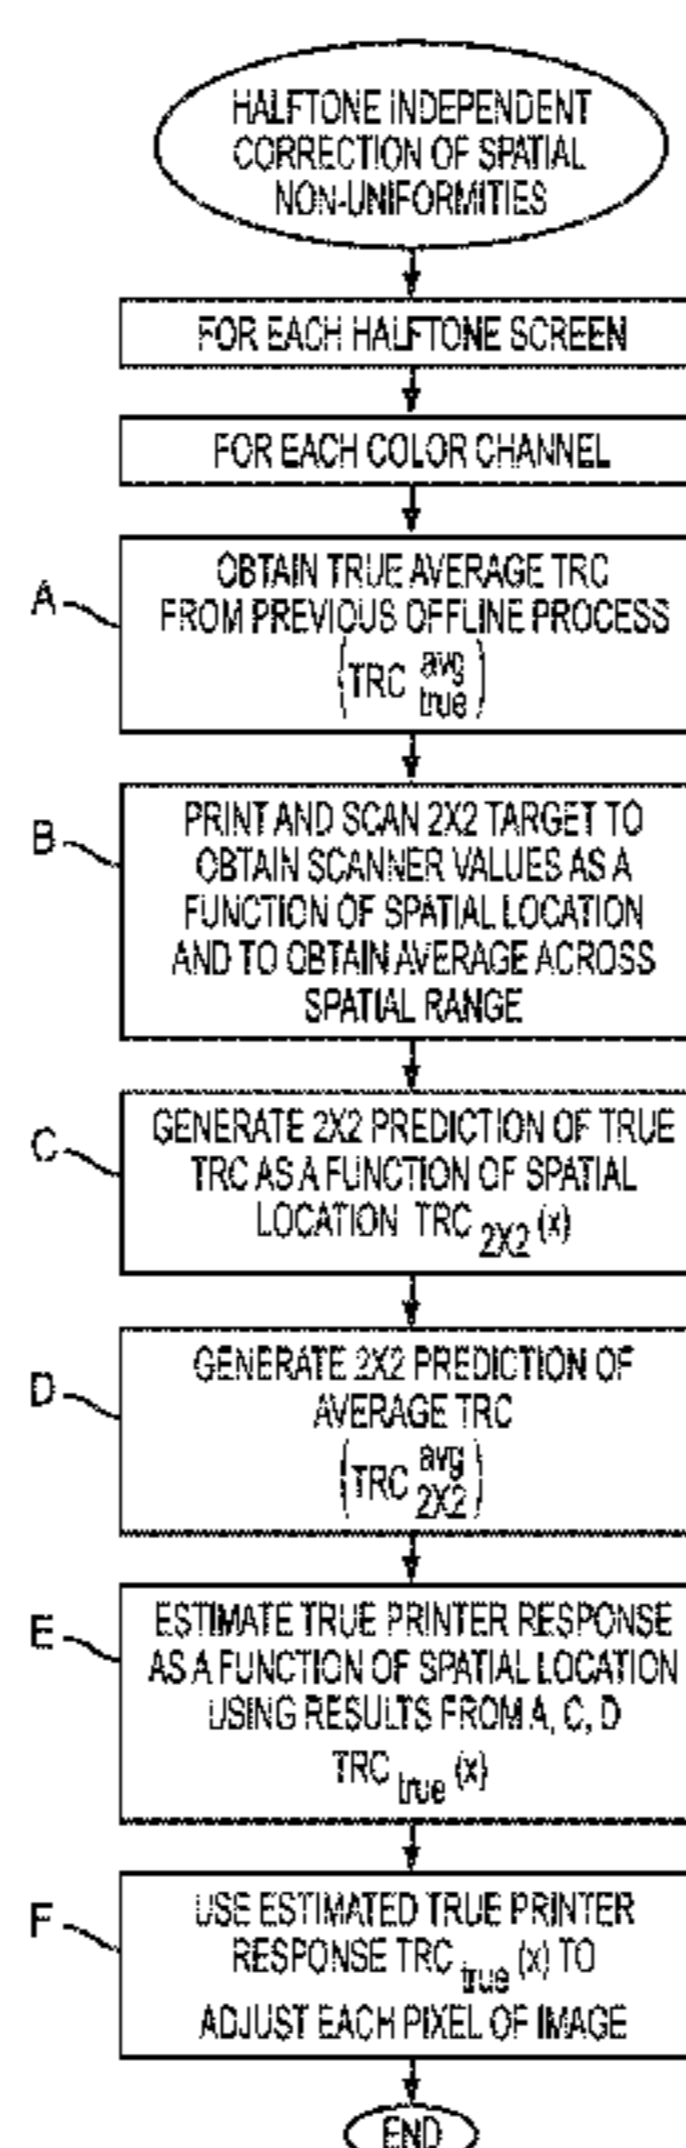 HALFTONE INDEPENDENT
CORRECTION OF SPATIAL
NON-UNIFORMITIES
FOR EACH HALFTONE SCREEN
FOR EACH COLOR CHANNEL
A
OBTAIN TRUE AVERAGE TRC
FROM PREVIOUS OFFLINE PROCESS
(TRC avg true)
B
PRINT AND SCAN 2X2 TARGET TO
OBTAIN SCANNER VALUES AS A
FUNCTION OF SPATIAL LOCATION
AND TO OBTAIN AVERAGE ACROSS
SPATIAL RANGE
C
GENERATE 2X2 PREDICTION OF TRUE
TRC AS A FUNCTION OF SPATIAL
LOCATION TRC 2X2 (x)
D
GENERATE 2X2 PREDICTION OF
AVERAGE TRC
(TRC avg 2X2)
E
ESTIMATE TRUE PRINTER RESPONSE
AS A FUNCTION OF SPATIAL LOCATION
USING RESULTS FROM A, C, D
TRC true (x)
F
USE ESTIMATED TRUE PRINTER
RESPONSE TRC true (x) TO
ADJUST EACH PIXEL OF IMAGE
END